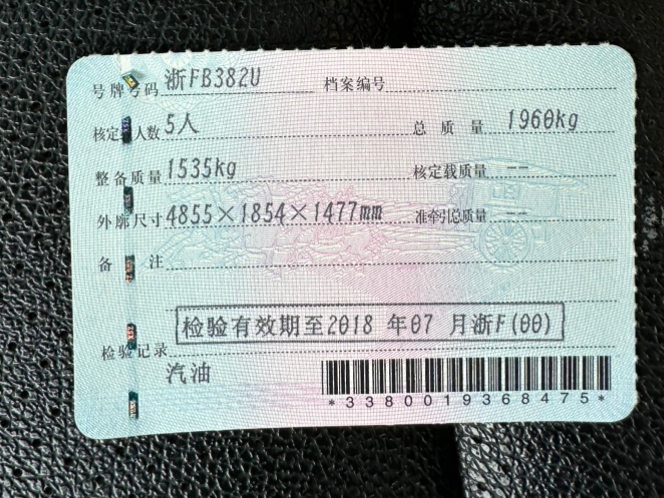 号牌号码 浙FB382U 档案编号
核定人数 5人 总质量 1960kg
整备质量 1535kg 核定载质量 --
外廓尺寸 4855×1854×1477mm 准牵引总质量 --
备注
检验有效期至2018 年07 月浙F(00)
检验记录
汽油
*3380019368475*